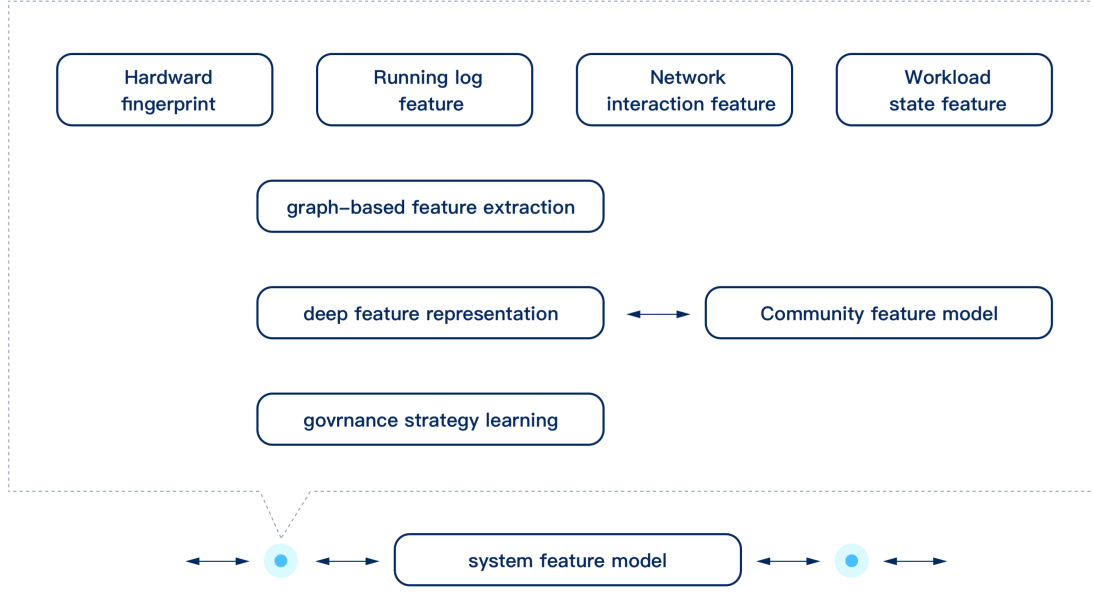 Hardward
fingerprint
Running log
feature
Network
interaction feature
Workload
state feature
graph-based feature extraction
deep feature representation
Community feature model
govrnance strategy learning
system feature model